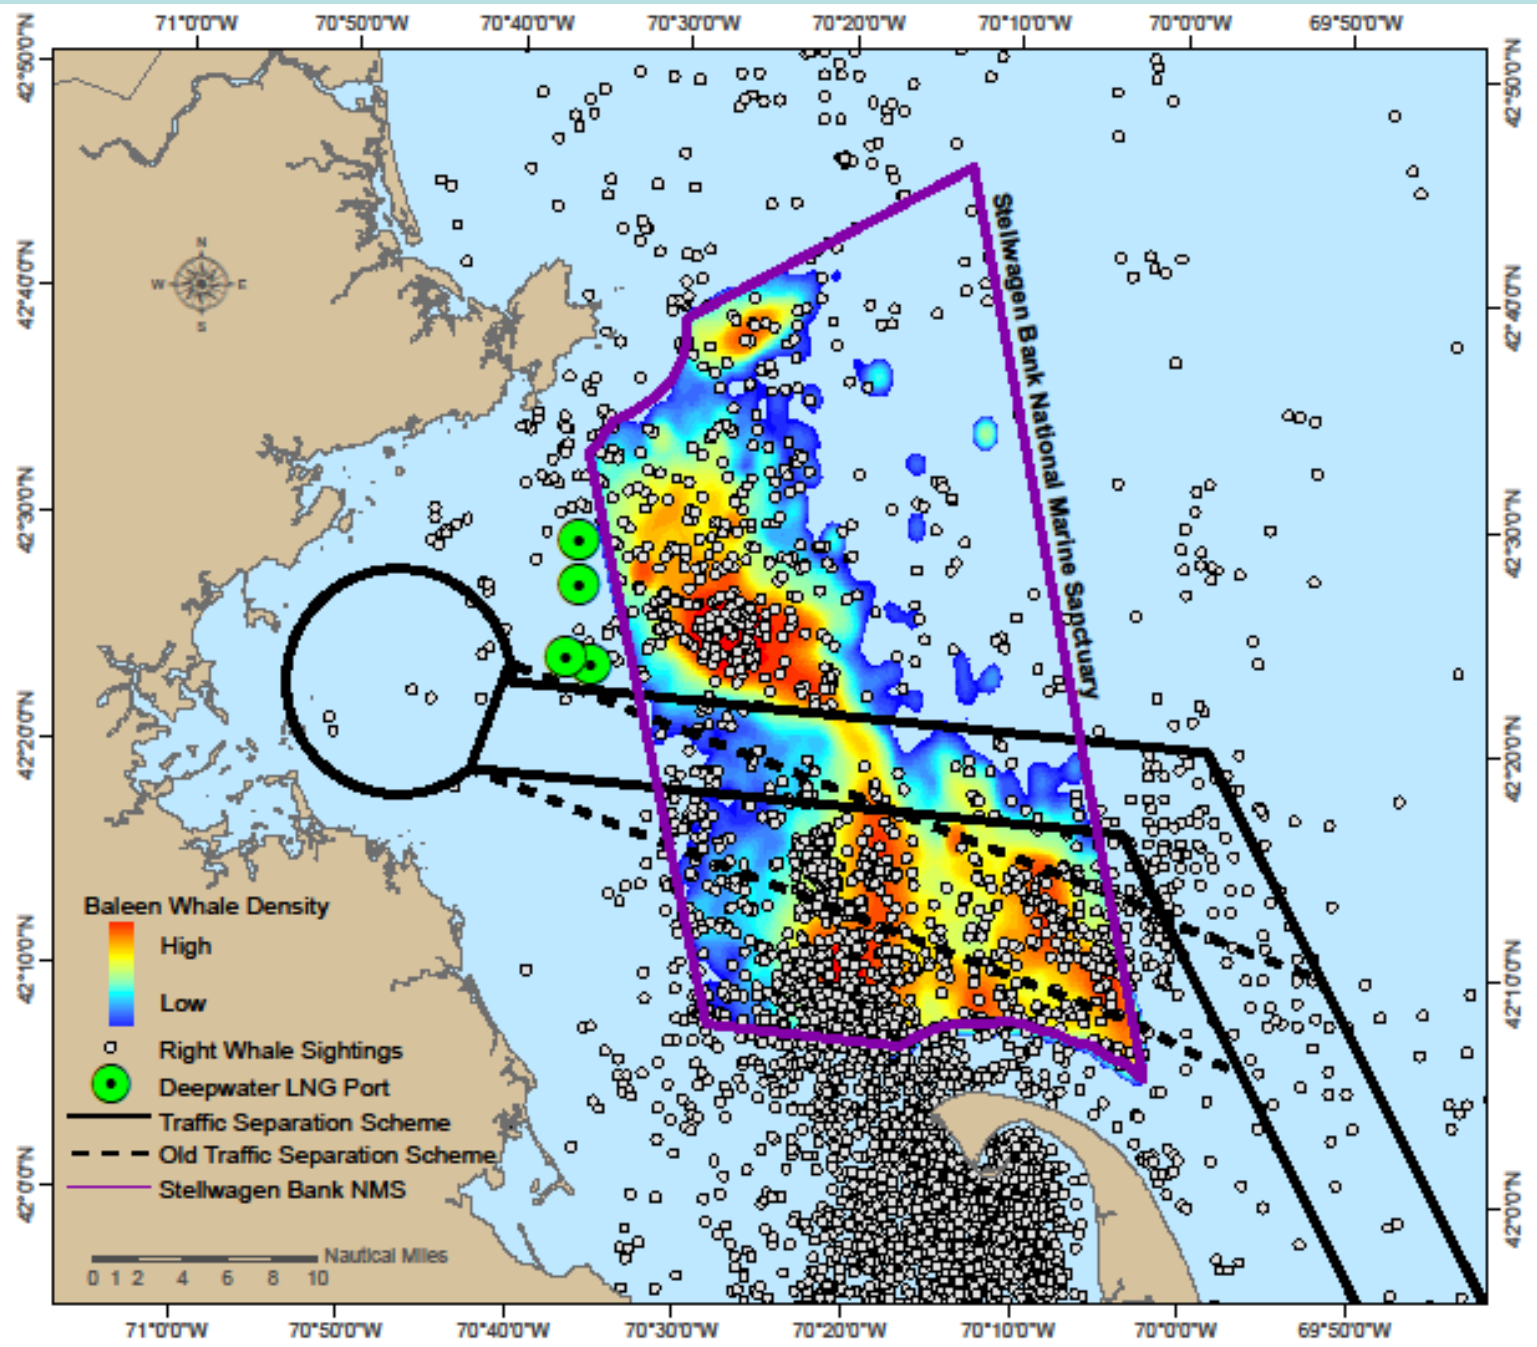 71°0'0"W 70°50'0"W 70°40'0"W 70°30'0"W 70°20'0"W 70°10'0"W 70°0'0"W 69°50'0"W
42°50'0"N
42°40'0"N
42°30'0"N
42°20'0"N
42°10'0"N
42°0'0"N
42°50'0"N
42°40'0"N
42°30'0"N
42°20'0"N
42°10'0"N
42°0'0"N
N
W E
S
Stellwagen Bank National Marine Sanctuary
Baleen Whale Density
High
Low
Right Whale Sightings
Deepwater LNG Port
Traffic Separation Scheme
Old Traffic Separation Scheme
Stellwagen Bank NMS
Nautical Miles
0 1 2 4 6 8 10
71°0'0"W 70°50'0"W 70°40'0"W 70°30'0"W 70°20'0"W 70°10'0"W 70°0'0"W 69°50'0"W